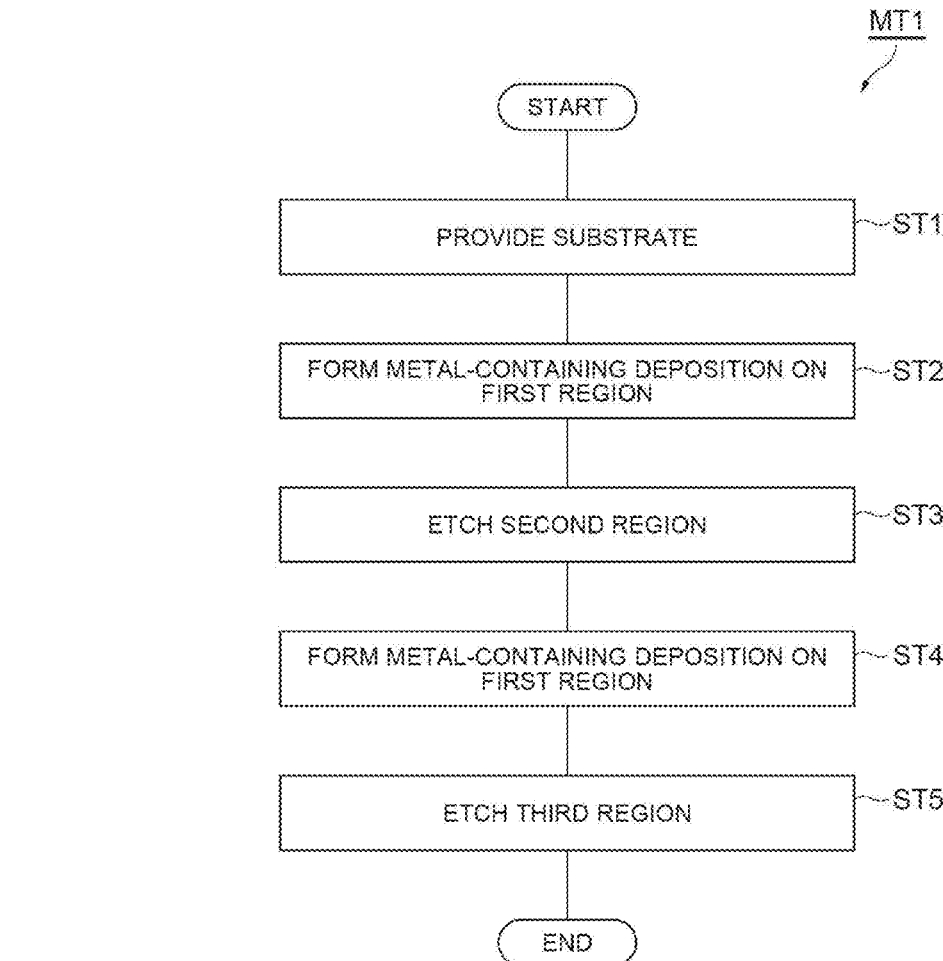 MT1
START
PROVIDE SUBSTRATE
ST1
FORM METAL-CONTAINING DEPOSITION ON
FIRST REGION
ST2
ETCH SECOND REGION
ST3
FORM METAL-CONTAINING DEPOSITION ON
FIRST REGION
ST4
ETCH THIRD REGION
ST5
END